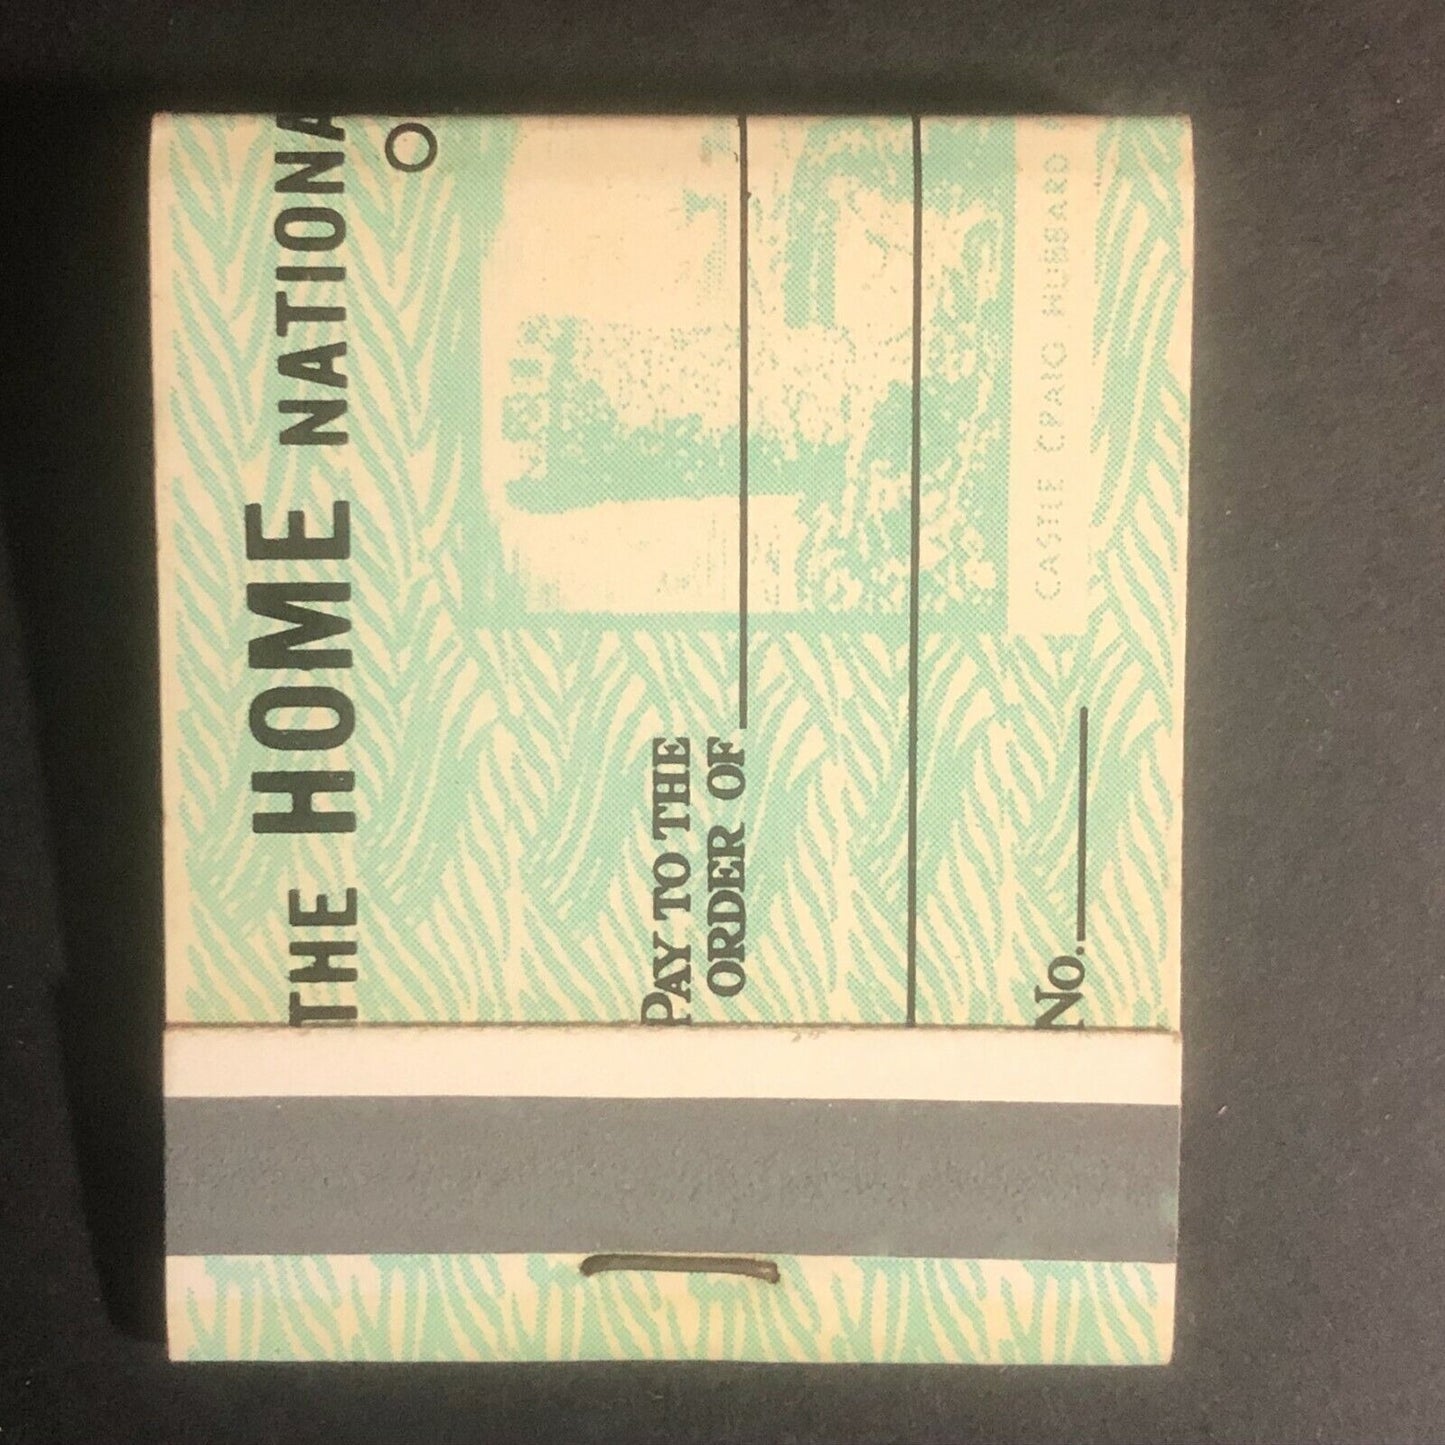 THE HOME NATIONA
O
PAY TO THE
ORDER OF
CASTLE CRAIG HUBBARD
No.